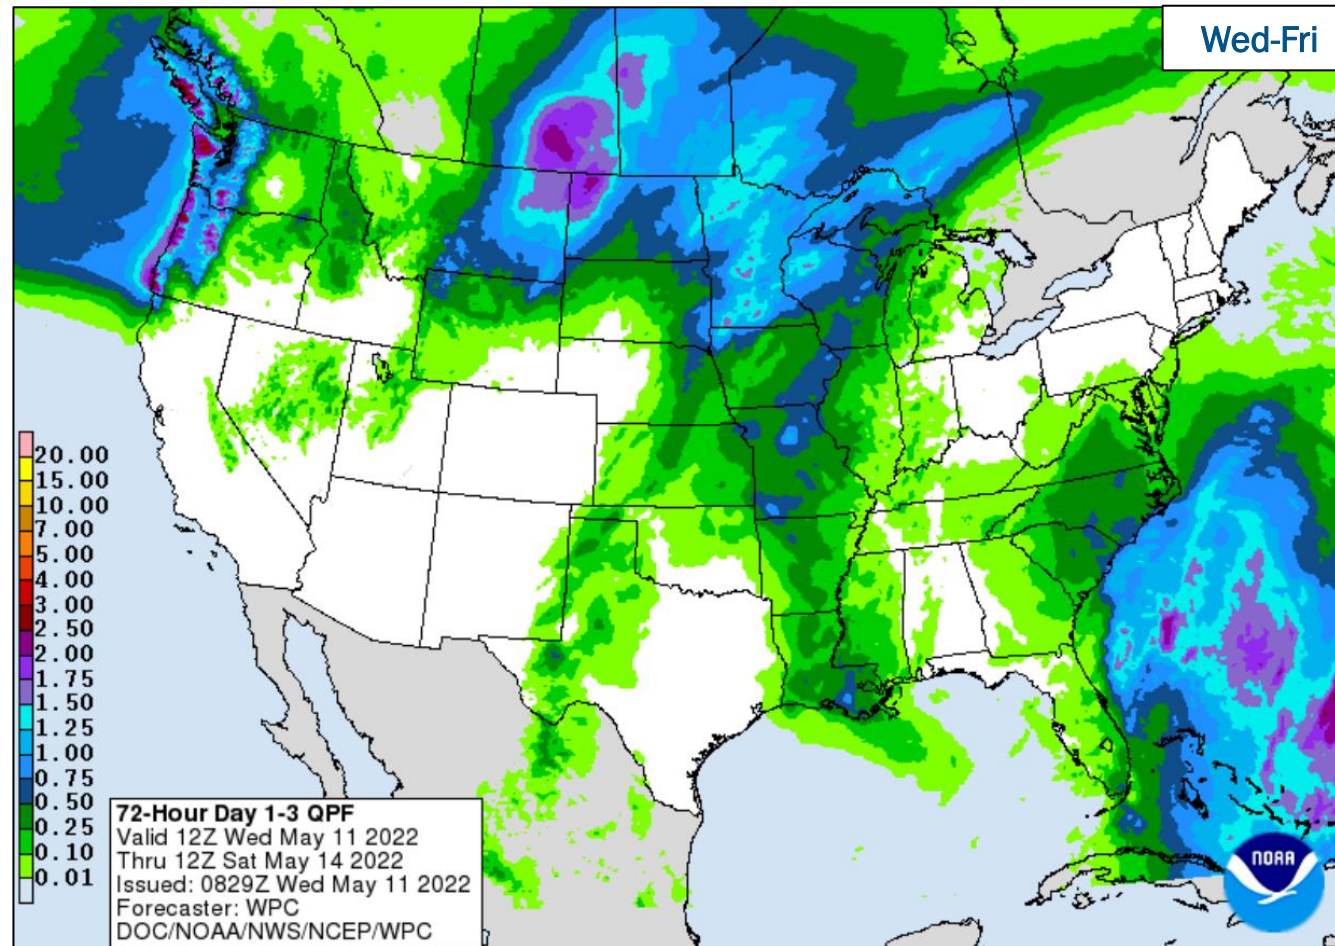 Wed-Fri
20.00
15.00
10.00
7.00
5.00
4.00
3.00
2.50
2.00
1.75
1.50
1.25
1.00
0.75
0.50
0.25
0.10
0.01
72-Hour Day 1-3 QPF
Valid 12Z Wed May 11 2022
Thru 12Z Sat May 14 2022
Issued: 0829Z Wed May 11 2022
Forecaster: WPC
DOC/NOAA/NWS/NCEP/WPC
NOAA